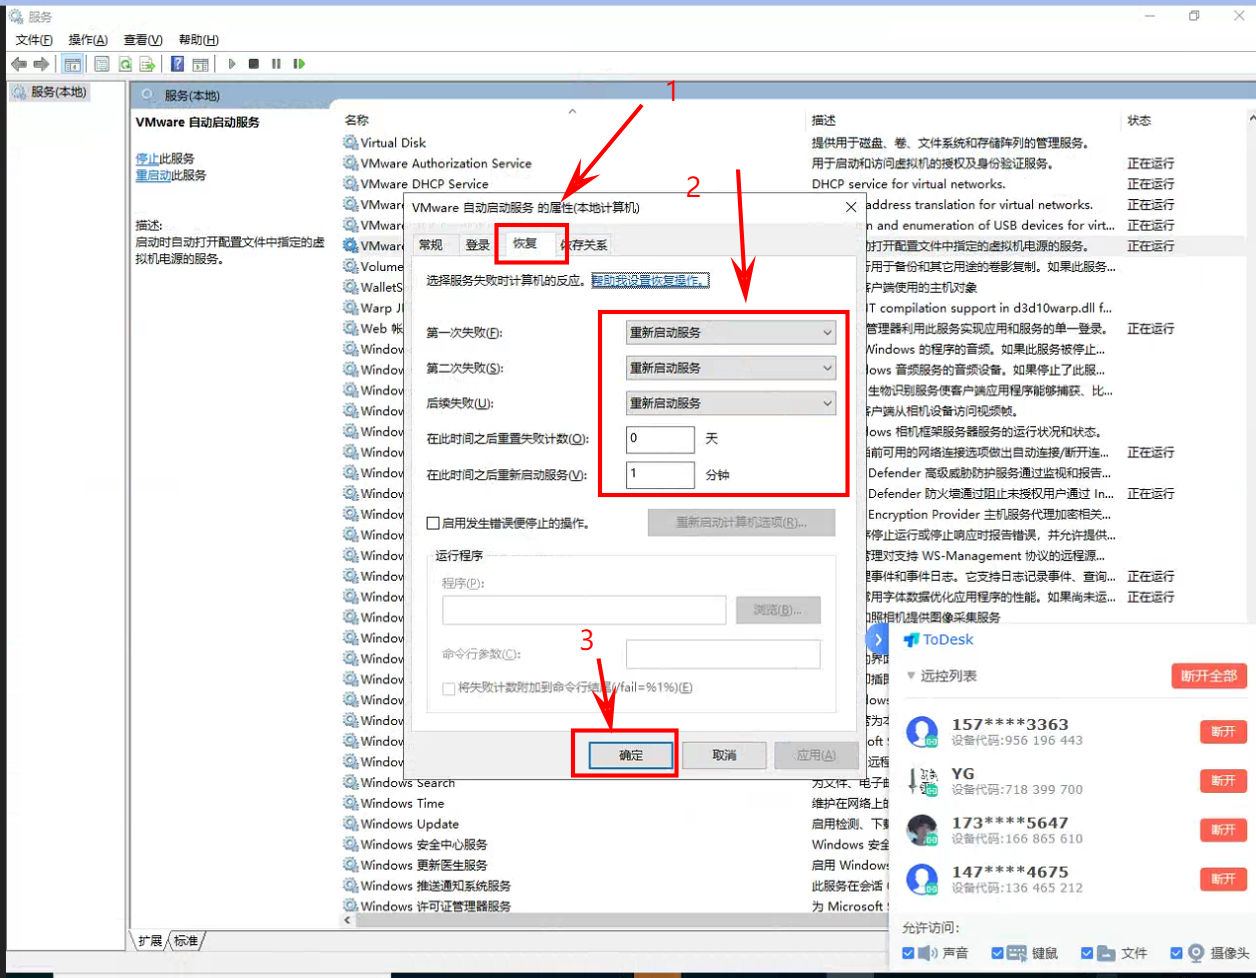 服务
文件(F) 操作(A) 查看(V) 帮助(H)
服务(本地)
服务(本地)
VMware 自动启动服务
停止此服务
重启动此服务
描述:
启动时自动打开配置文件中指定的虚
拟机电源的服务。
名称 描述 状态
Virtual Disk 提供用于磁盘、卷、文件系统和存储阵列的管理服务。
VMware Authorization Service 用于启动和访问虚拟机的授权及身份验证服务。 正在运行
VMware DHCP Service DHCP service for virtual networks. 正在运行
VMware address translation for virtual networks. 正在运行
VMware n and enumeration of USB devices for virt... 正在运行
VMware 打开配置文件中指定的虚拟机电源的服务。 正在运行
Volume 用于备份和其它用途的卷影复制。如果此服务...
WalletS 客户端使用的主机对象
Warp JI IT compilation support in d3d10warp.dll f...
Web 帐 管理器利用此服务实现应用和服务的单一登录。 正在运行
Window Windows 的程序的音频。如果此服务被停止...
Window ows 音频服务的音频设备。如果停止了此服...
Window 生物识别服务使客户端应用程序能够捕获、比...
Window 户端从相机设备访问视频帧。
Window ows 相机框架服务器服务的运行状况和状态。
Window 前可用的网络连接选项做出自动连接/断开连... 正在运行
Window Defender 高级威胁防护服务通过监视和报告...
Window Defender 防火墙通过阻止未授权用户通过 In... 正在运行
Window Encryption Provider 主机服务代理加密相关...
Window 停止运行或停止响应时报告错误，并允许提供...
Window 管理对支持 WS-Management 协议的远程源...
Window 理事件和事件日志。它支持日志记录事件、查询... 正在运行
Window 常用字体数据优化应用程序的性能。如果尚未运... 正在运行
Window 和照相机提供图像采集服务
Window
Window
Window
Window
Window
Window
Window
Windows Search 为文件、电子邮
Windows Time 维护在网络上的
Windows Update 启用检测、下载
Windows 安全中心服务 Windows 安全
Windows 更新医生服务 启用 Windows
Windows 推送通知系统服务 此服务在会话
Windows 许可证管理器服务 为 Microsoft
扩展 标准
1
2
3
VMware 自动启动服务 的属性(本地计算机)
常规 登录 恢复 依存关系
选择服务失败时计算机的反应。 帮助我设置恢复操作。
第一次失败(F): 重新启动服务
第二次失败(S): 重新启动服务
后续失败(U): 重新启动服务
在此时间之后重置失败计数(O): 0 天
在此时间之后重新启动服务(V): 1 分钟
启用发生错误便停止的操作。 重新启动计算机选项(R)...
运行程序
程序(P):
浏览(B)...
命令行参数(C):
将失败计数附加到命令行结尾(/fail=%1%)(E)
确定 取消 应用(A)
ToDesk
远控列表 断开全部
157****3363 断开
设备代码:956 196 443
YG 断开
设备代码:718 399 700
173****5647 断开
设备代码:166 865 610
147****4675 断开
设备代码:136 465 212
允许访问:
声音 键鼠 文件 摄像头